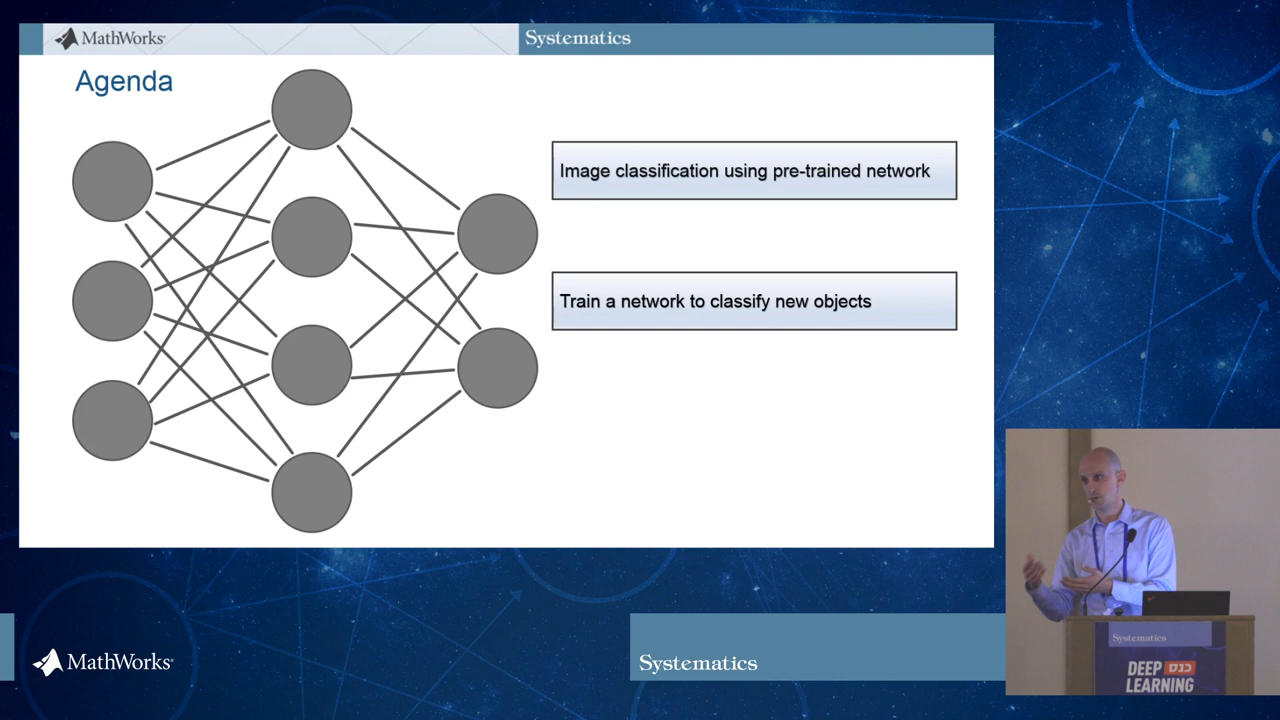 MathWorks®
Systematics
Agenda
Image classification using pre-trained network
Train a network to classify new objects
Systematics
DEEP כנס
LEARNING
MathWorks®
Systematics